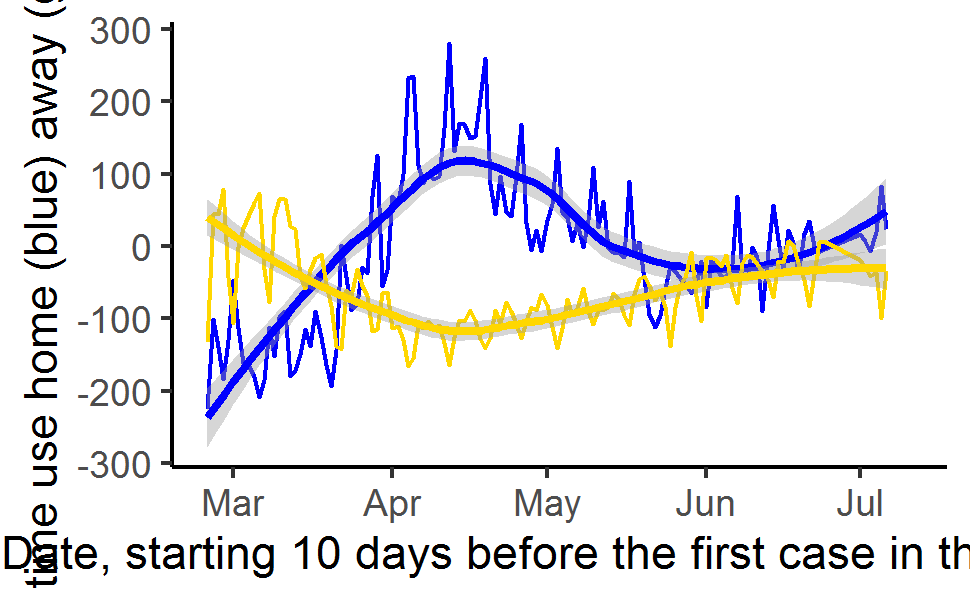 time use home (blue) away (
300
200
100
0
-100
-200
-300
Mar Apr May Jun Jul
Date, starting 10 days before the first case in th